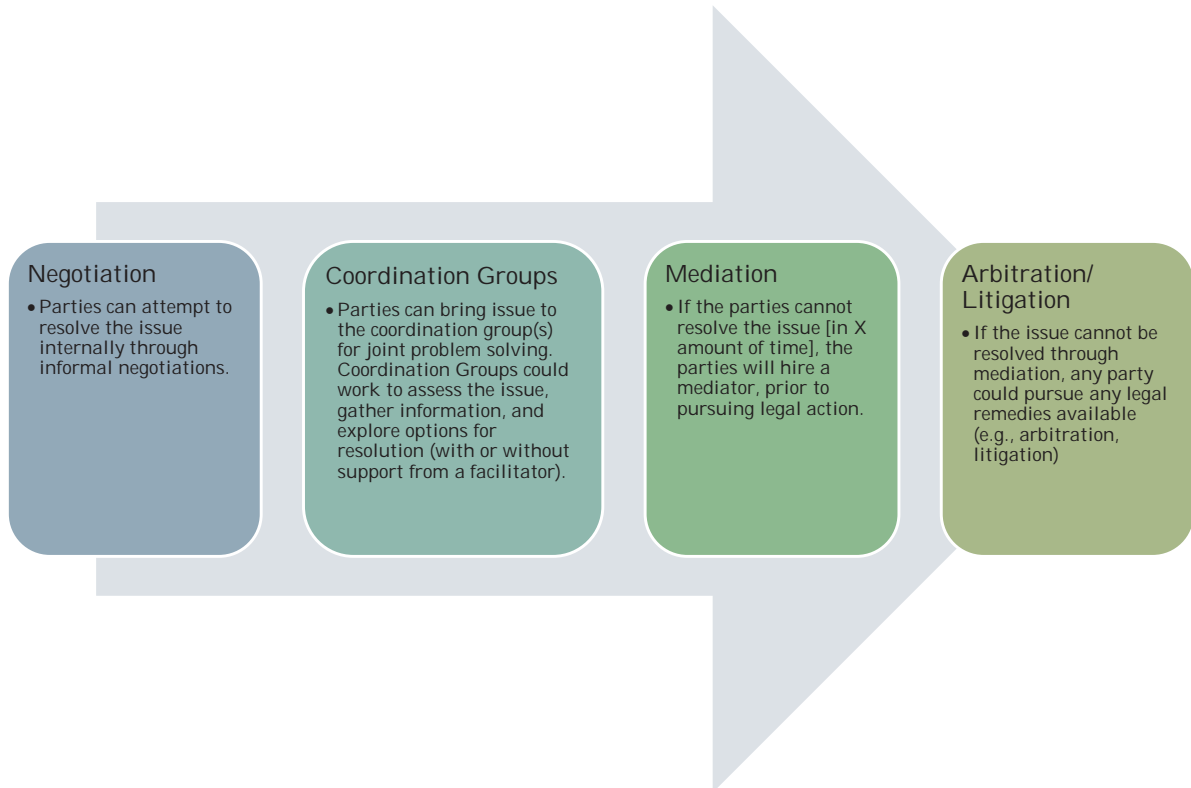 Negotiation
• Parties can attempt to
resolve the issue
internally through
informal negotiations.
Coordination Groups
• Parties can bring issue to
the coordination group(s)
for joint problem solving.
Coordination Groups could
work to assess the issue,
gather information, and
explore options for
resolution (with or without
support from a facilitator).
Mediation
• If the parties cannot
resolve the issue [in X
amount of time], the
parties will hire a
mediator, prior to
pursuing legal action.
Arbitration/
Litigation
• If the issue cannot be
resolved through
mediation, any party
could pursue any legal
remedies available
(e.g., arbitration,
litigation)